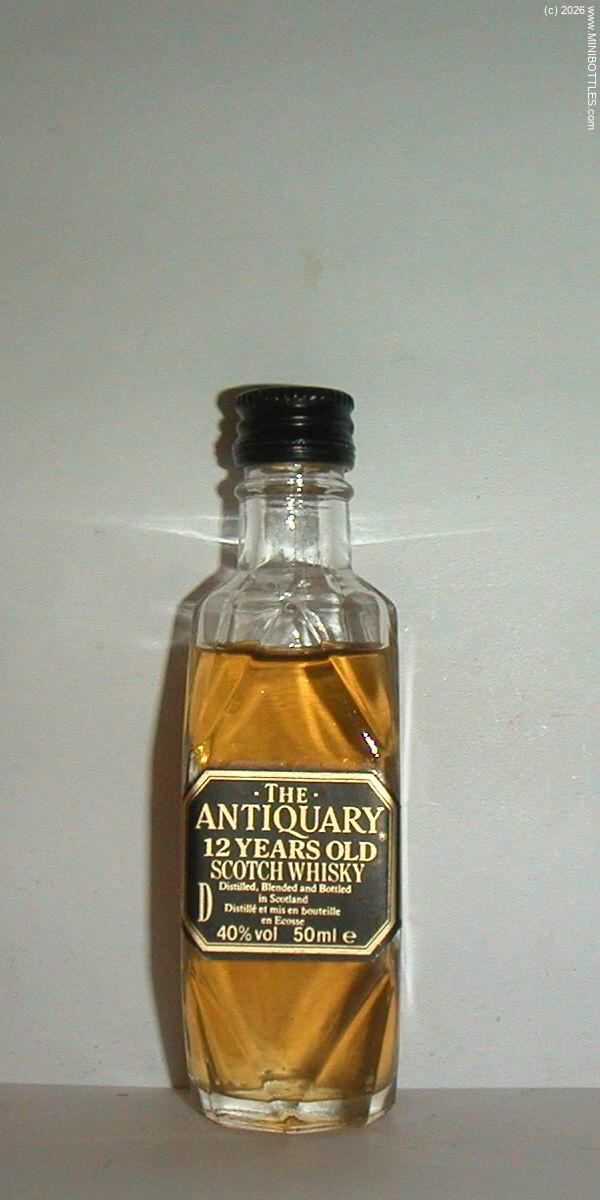 (c) 2026 www.MINIBOTTLES.com
· THE ·
ANTIQUARY
12 YEARS OLD
SCOTCH WHISKY
Distilled, Blended and Bottled
in Scotland
D
Distillé et mis en bouteille
en Ecosse
40% vol 50ml e